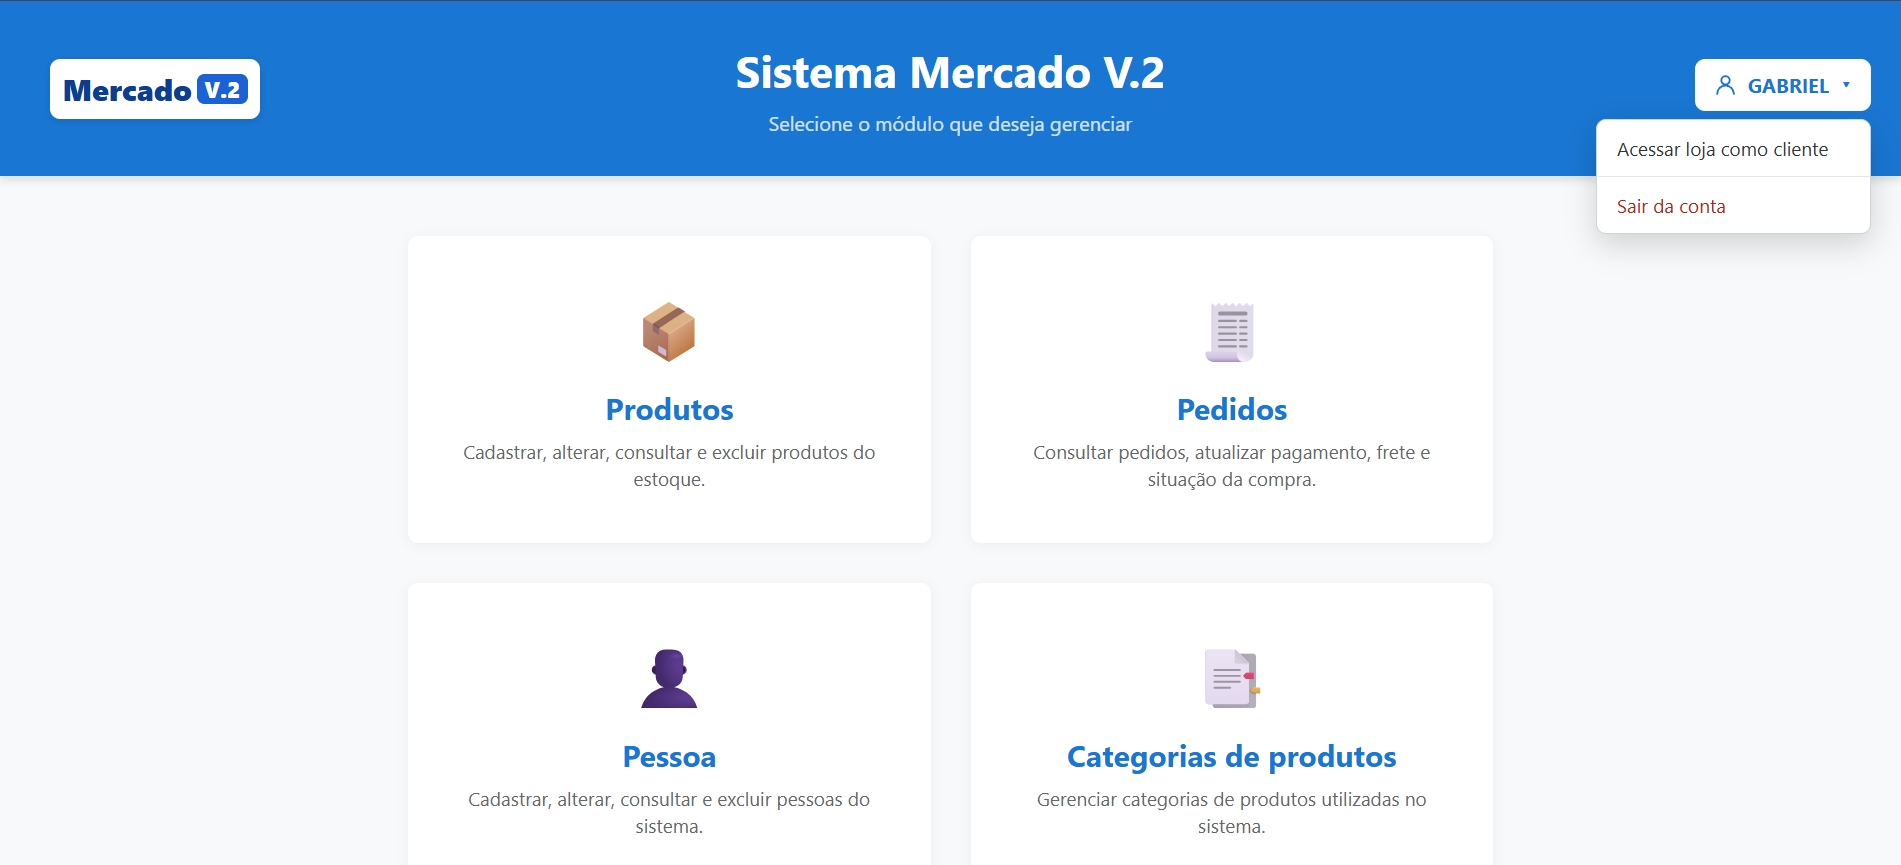 Mercado V.2
Sistema Mercado V.2
Selecione o módulo que deseja gerenciar
GABRIEL
Acessar loja como cliente
Sair da conta
Produtos
Cadastrar, alterar, consultar e excluir produtos do
estoque.
Pedidos
Consultar pedidos, atualizar pagamento, frete e
situação da compra.
Pessoa
Cadastrar, alterar, consultar e excluir pessoas do
sistema.
Categorias de produtos
Gerenciar categorias de produtos utilizadas no
sistema.